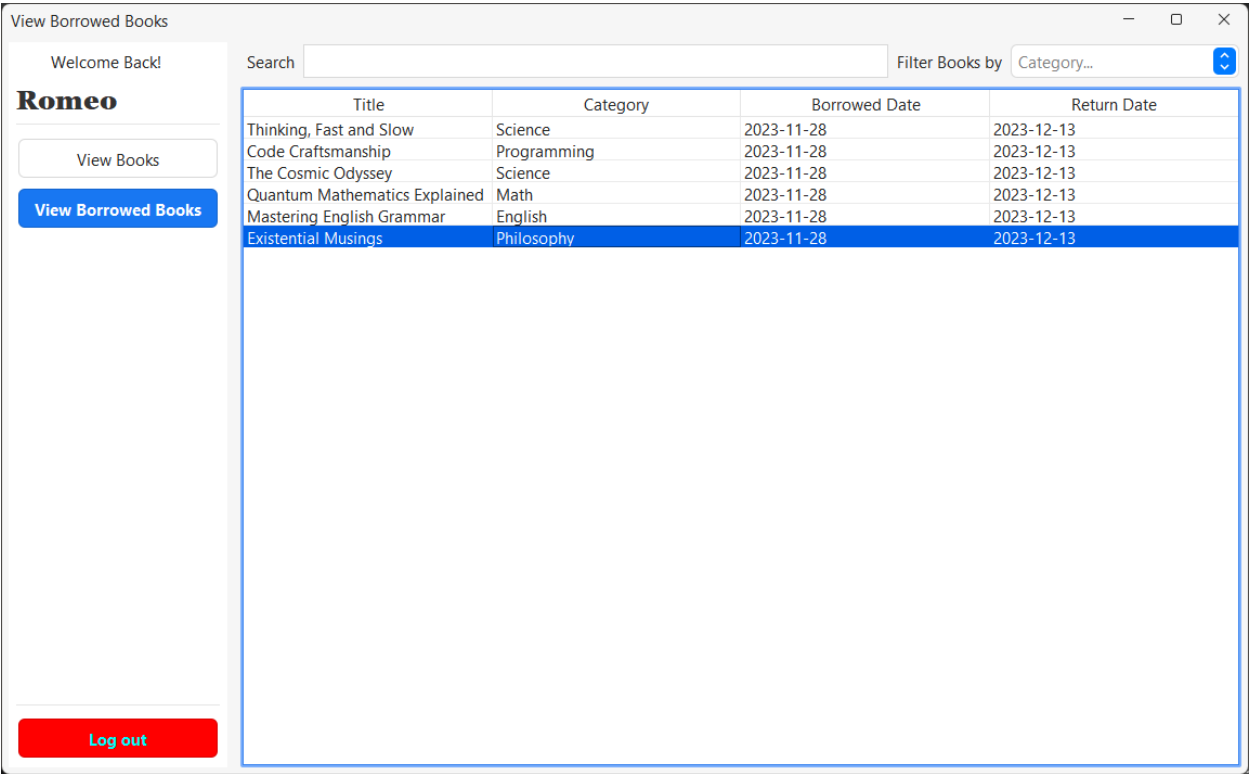 View Borrowed Books
Welcome Back!
Romeo
View Books
View Borrowed Books
Log out
Search
Filter Books by Category...
Title Category Borrowed Date Return Date
Thinking, Fast and Slow Science 2023-11-28 2023-12-13
Code Craftsmanship Programming 2023-11-28 2023-12-13
The Cosmic Odyssey Science 2023-11-28 2023-12-13
Quantum Mathematics Explained Math 2023-11-28 2023-12-13
Mastering English Grammar English 2023-11-28 2023-12-13
Existential Musings Philosophy 2023-11-28 2023-12-13